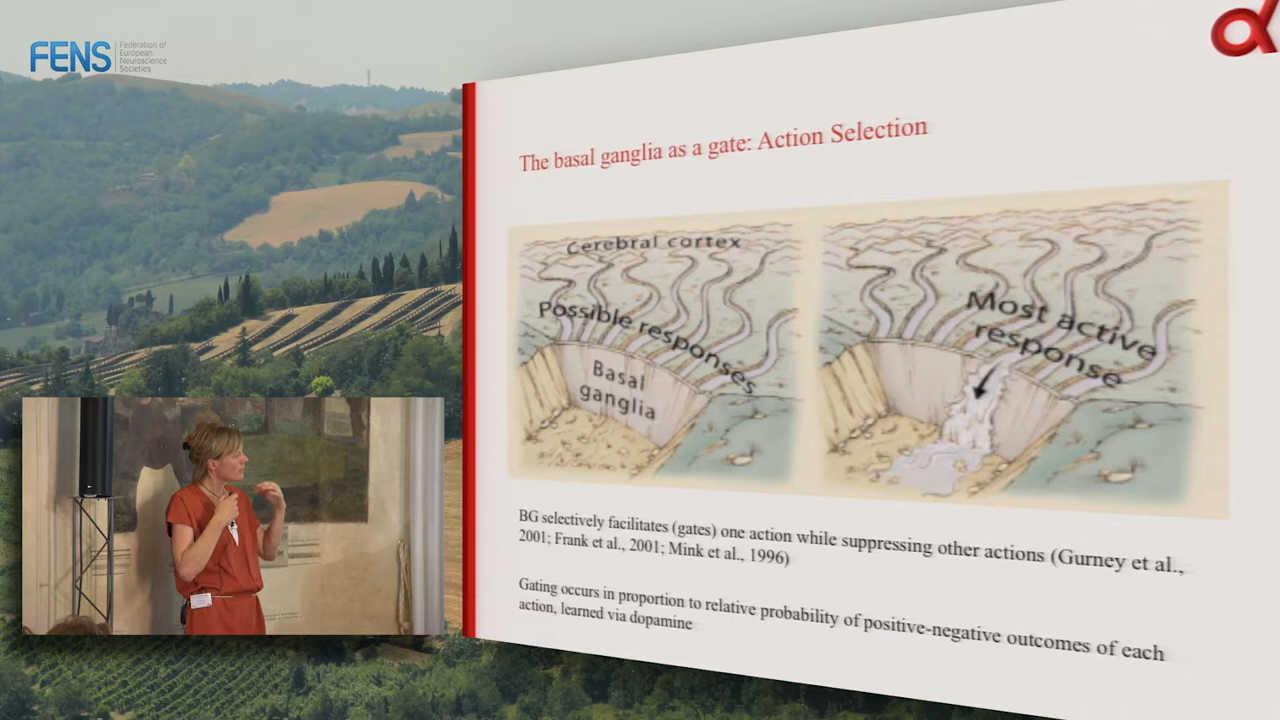 FENS
Federation of
European
Neuroscience
Societies
The basal ganglia as a gate: Action Selection
Cerebral cortex
Possible responses
Basal
ganglia
Most active
response
BG selectively facilitates (gates) one action while suppressing other actions (Gurney et al.,
2001; Frank et al., 2001; Mink et al., 1996)
Gating occurs in proportion to relative probability of positive-negative outcomes of each
action, learned via dopamine